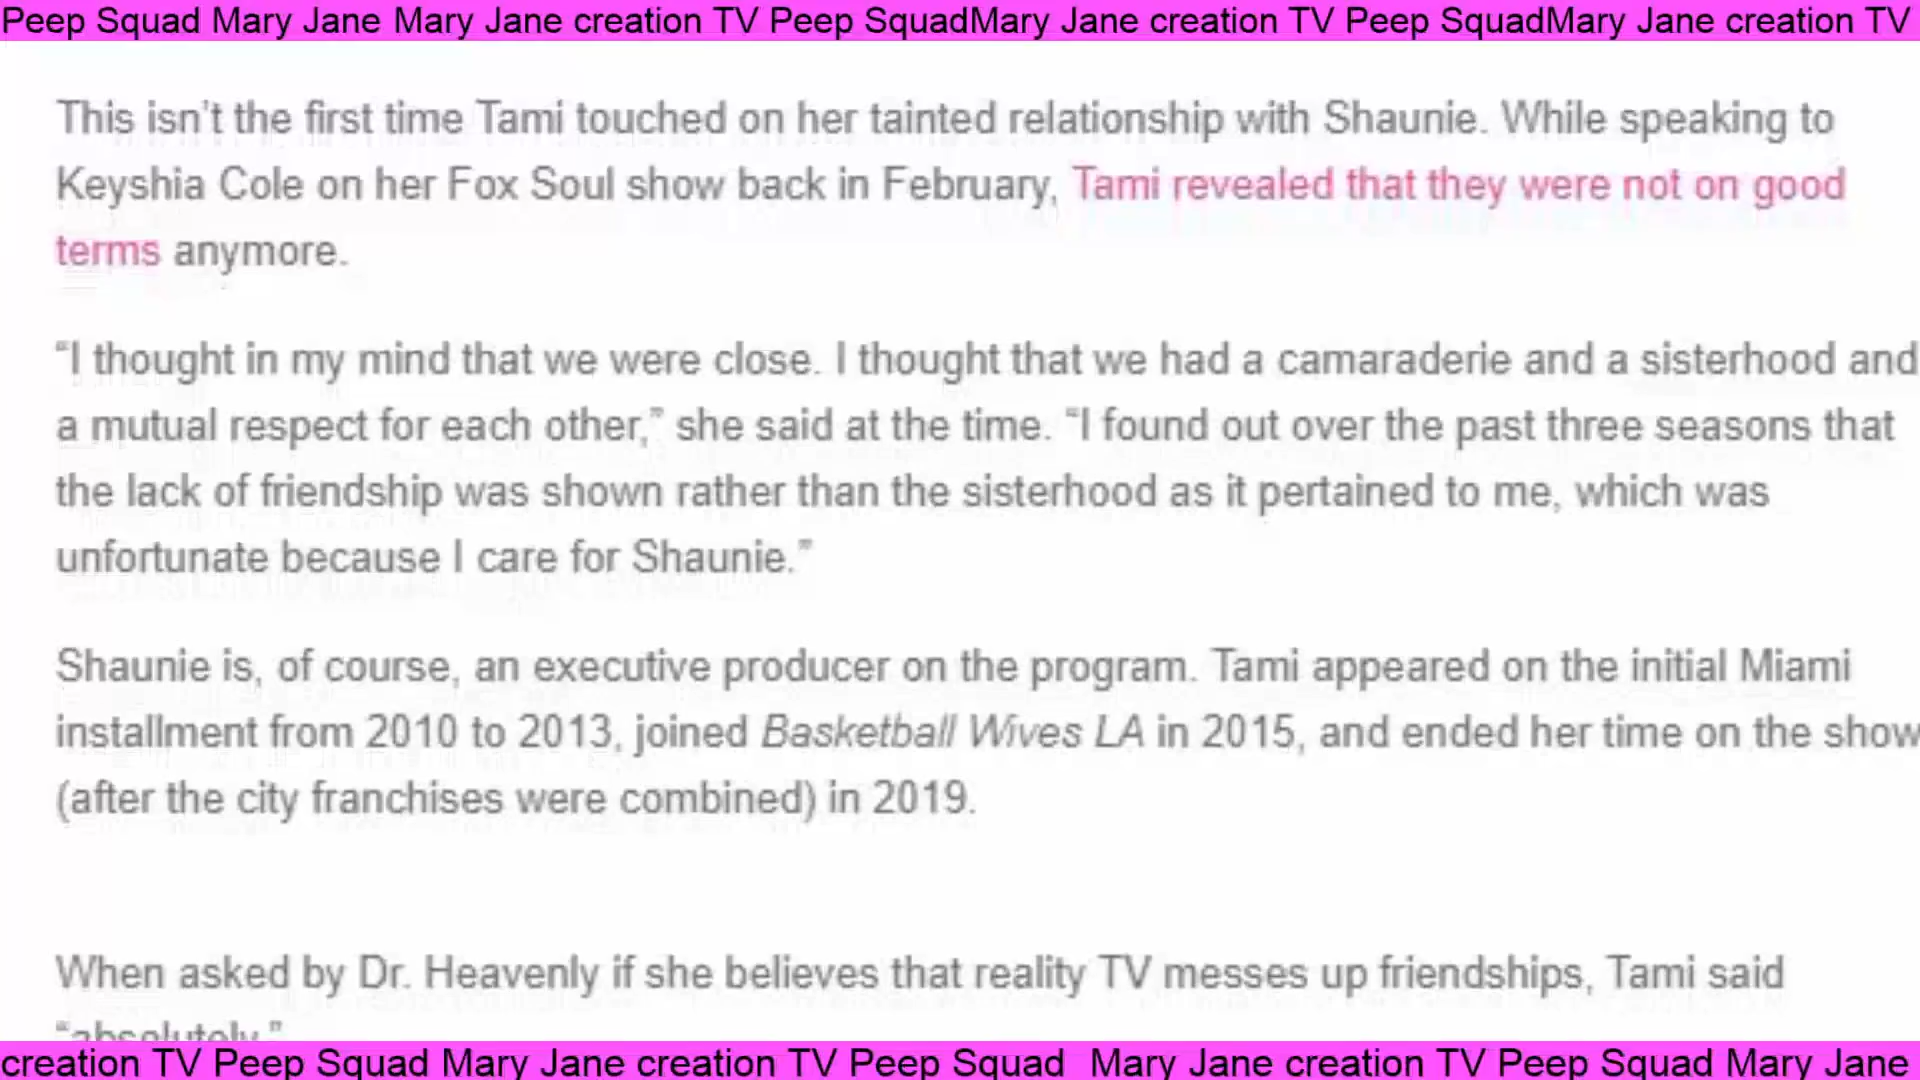 Peep Squad Mary Jane Mary Jane creation TV Peep SquadMary Jane creation TV Peep SquadMary Jane creation TV
This isn't the first time Tami touched on her tainted relationship with Shaunie. While speaking to
Keyshia Cole on her Fox Soul show back in February, Tami revealed that they were not on good
terms anymore.
“I thought in my mind that we were close. I thought that we had a camaraderie and a sisterhood and
a mutual respect for each other,” she said at the time. “I found out over the past three seasons that
the lack of friendship was shown rather than the sisterhood as it pertained to me, which was
unfortunate because I care for Shaunie.”
Shaunie is, of course, an executive producer on the program. Tami appeared on the initial Miami
installment from 2010 to 2013, joined Basketball Wives LA in 2015, and ended her time on the show
(after the city franchises were combined) in 2019.
When asked by Dr. Heavenly if she believes that reality TV messes up friendships, Tami said
“absolutely.”
creation TV Peep Squad Mary Jane creation TV Peep Squad  Mary Jane creation TV Peep Squad Mary Jane